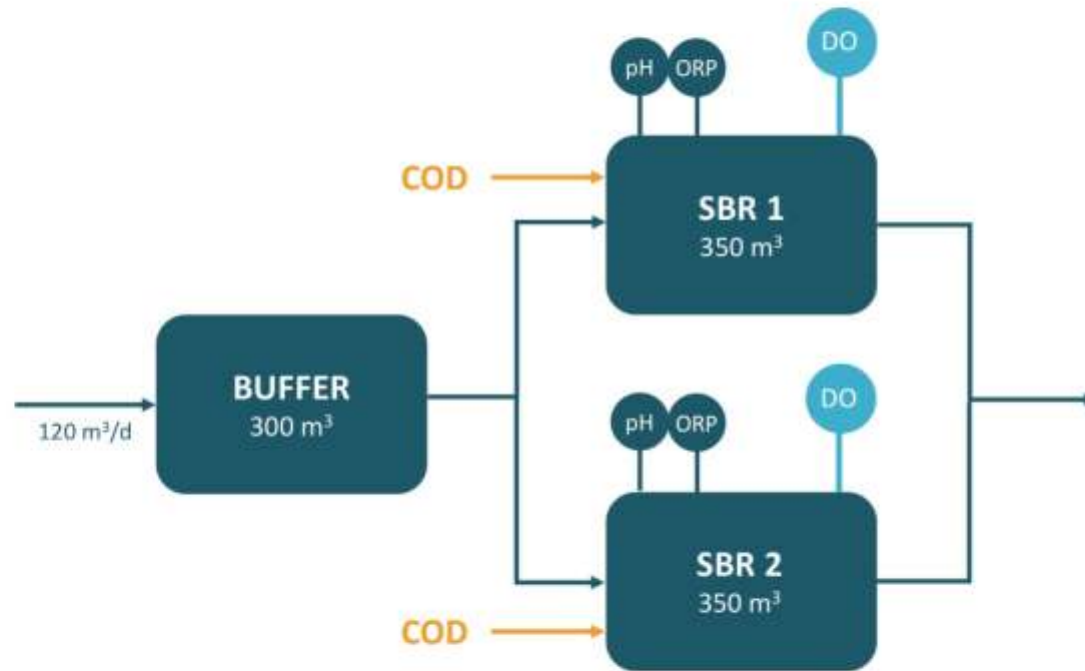 DO
pH ORP
COD
SBR 1
350 m³
BUFFER
300 m³
120 m³/d
DO
pH ORP
SBR 2
350 m³
COD